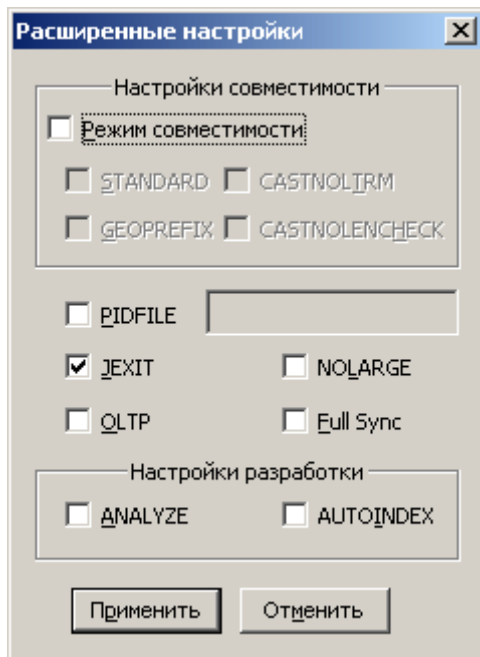 Расширенные настройки
Настройки совместимости
Режим совместимости
STANDARD CASTNOLTRM
GEOPREFIX CASTNOLENCHECK
PIDFILE
JEXIT NOLARGE
OLTP Full Sync
Настройки разработки
ANALYZE AUTOINDEX
Применить Отменить